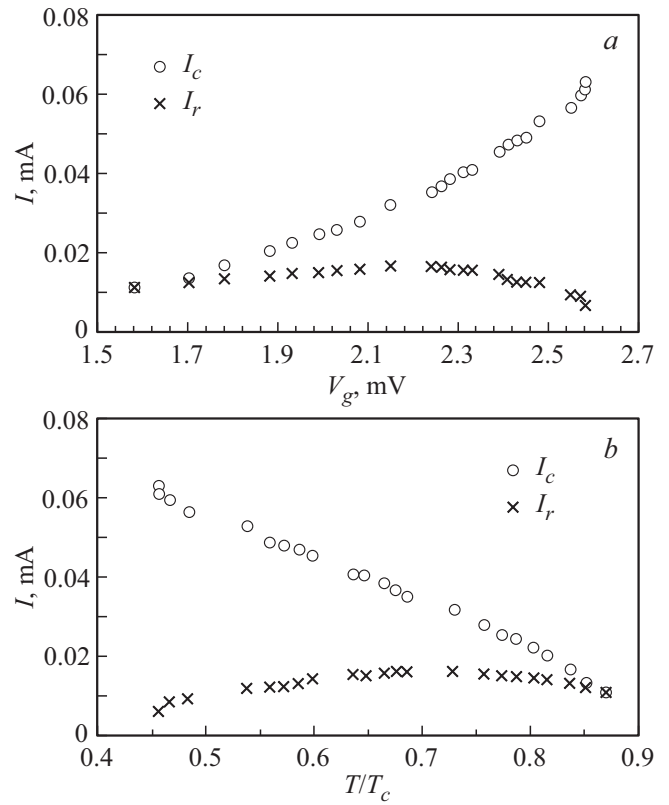 0.08
a
I_c
I_r
0.06
I, mA
0.04
0.02
0
1.5 1.7 1.9 2.1 2.3 2.5 2.7
V_g, mV
0.08
b
I_c
I_r
0.06
I, mA
0.04
0.02
0
0.4 0.5 0.6 0.7 0.8 0.9
T/T_c